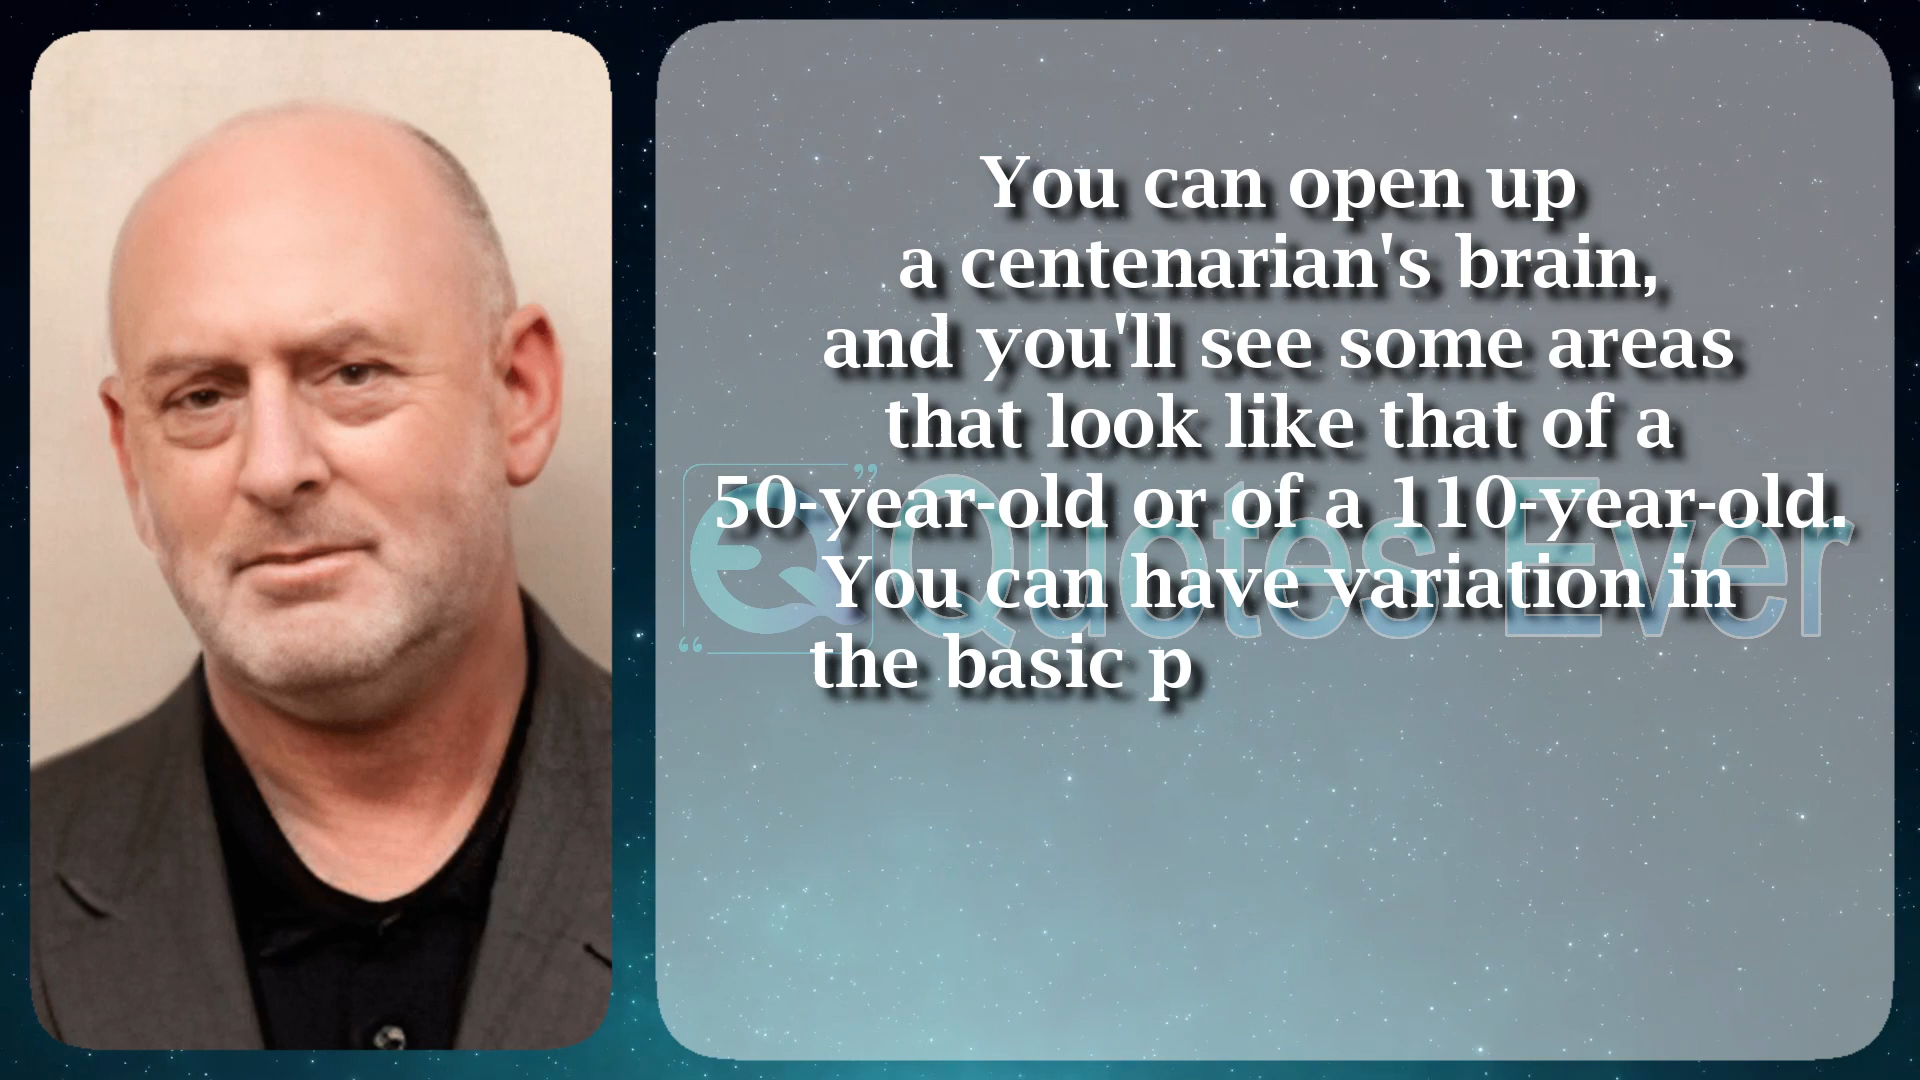 You can open up
a centenarian's brain,
and you'll see some areas
that look like that of a
50-year-old or of a 110-year-old.
You can have variation in
the basic p
Quotes Ever